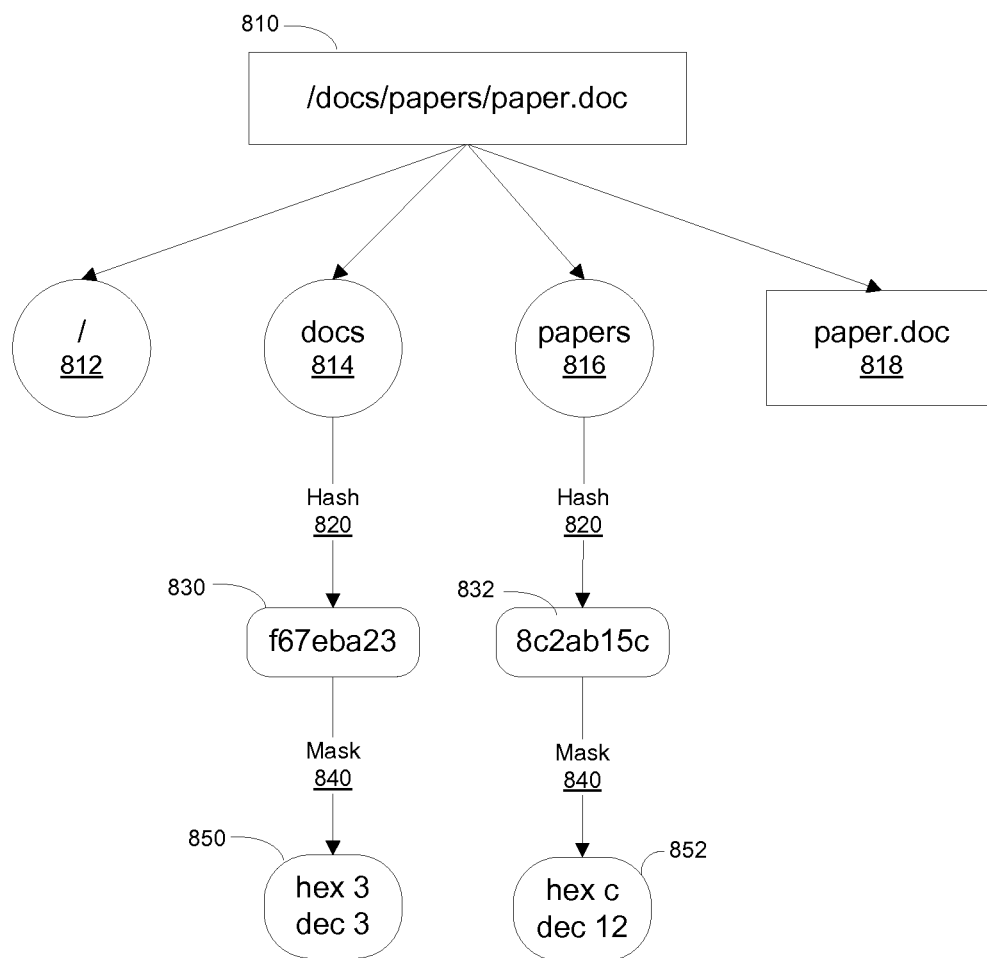 810
/docs/papers/paper.doc
/
812
docs
814
papers
816
paper.doc
818
Hash
820
Hash
820
830
f67eba23
832
8c2ab15c
Mask
840
Mask
840
850
hex 3
dec 3
852
hex c
dec 12